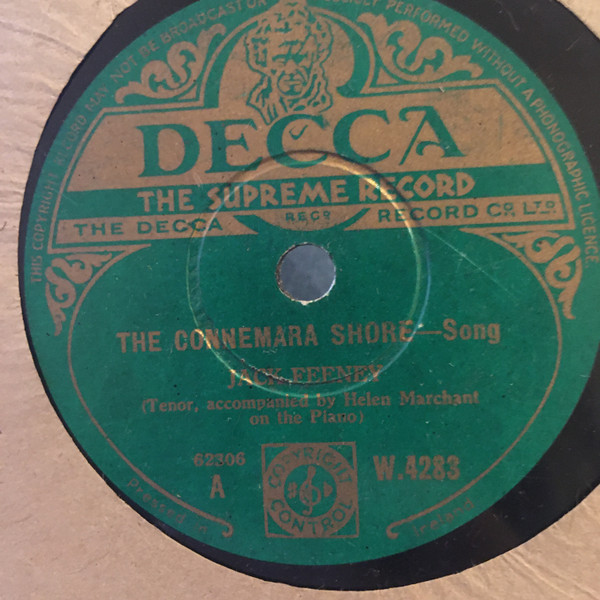 THIS COPYRIGHT RECORD MAY NOT BE BROADCAST OR PUBLICLY PERFORMED WITHOUT A PHONOGRAPHIC LICENCE.
DECCA
THE SUPREME RECORD
THE DECCA REGD RECORD CO. LTD
THE CONNEMARA SHORE—Song
JACK FEENEY
(Tenor, accompanied by Helen Marchant
on the Piano)
62306
A
COPYRIGHT
CONTROL
W.4283
Pressed in Ireland